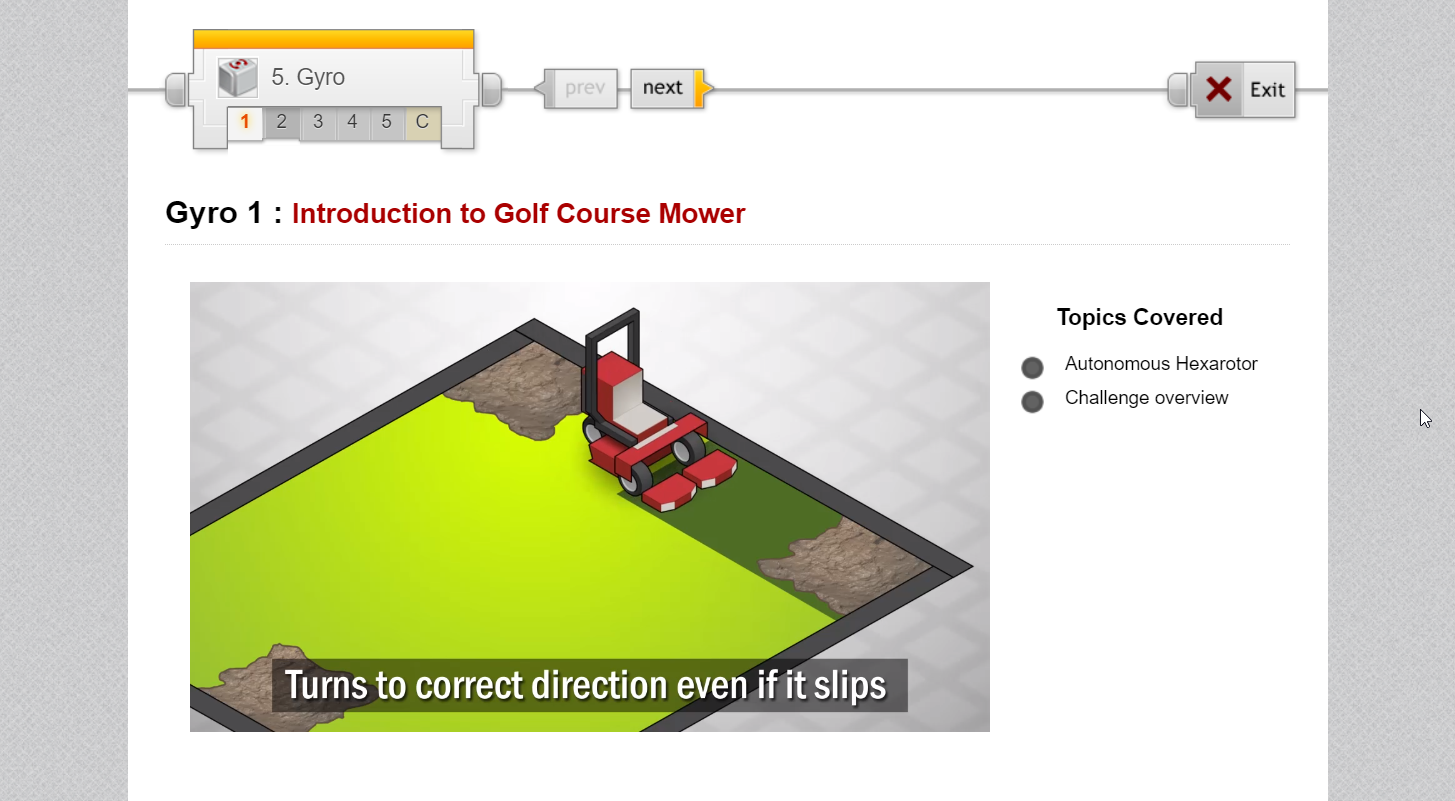 5. Gyro
prev
next
Exit
1 2 3 4 5 C
Gyro 1 : Introduction to Golf Course Mower
Topics Covered
Autonomous Hexarotor
Challenge overview
Turns to correct direction even if it slips